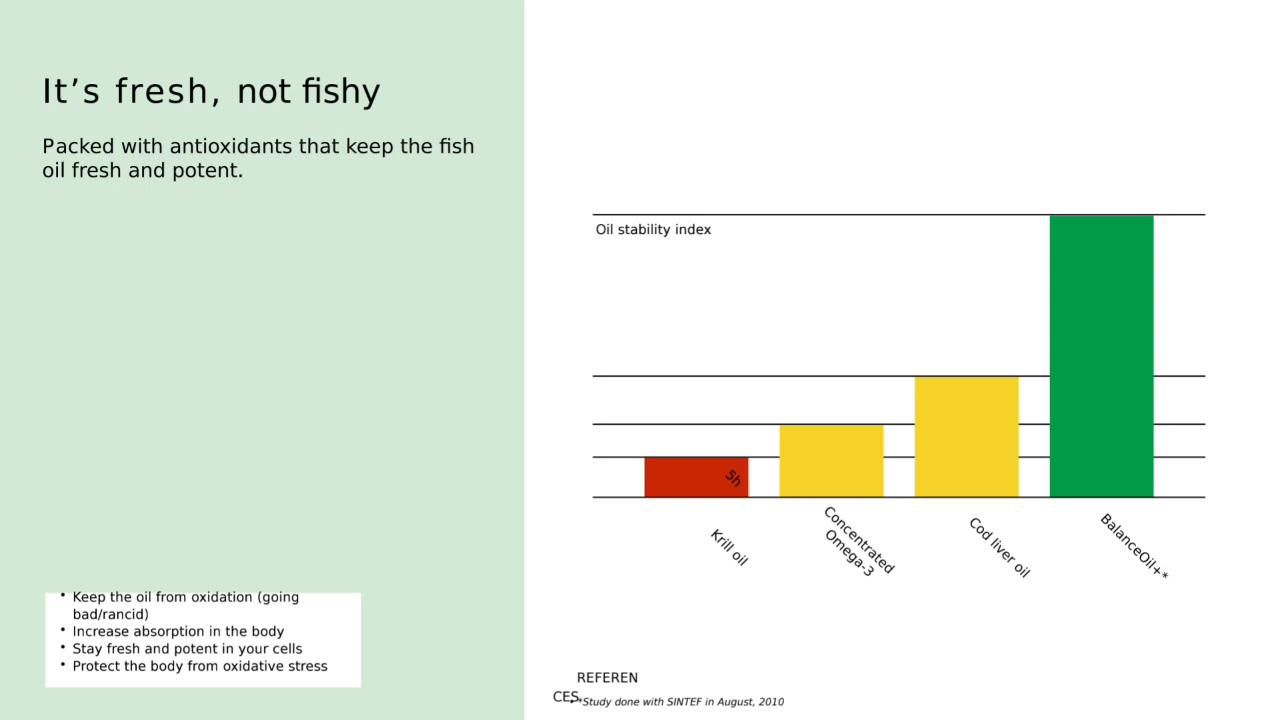 It’s fresh, not fishy
Packed with antioxidants that keep the fish
oil fresh and potent.
• Keep the oil from oxidation (going
bad/rancid)
• Increase absorption in the body
• Stay fresh and potent in your cells
• Protect the body from oxidative stress
Oil stability index
5h
Krill oil
Concentrated
Omega-3
Cod liver oil
BalanceOil+*
REFEREN
CES
• *Study done with SINTEF in August, 2010